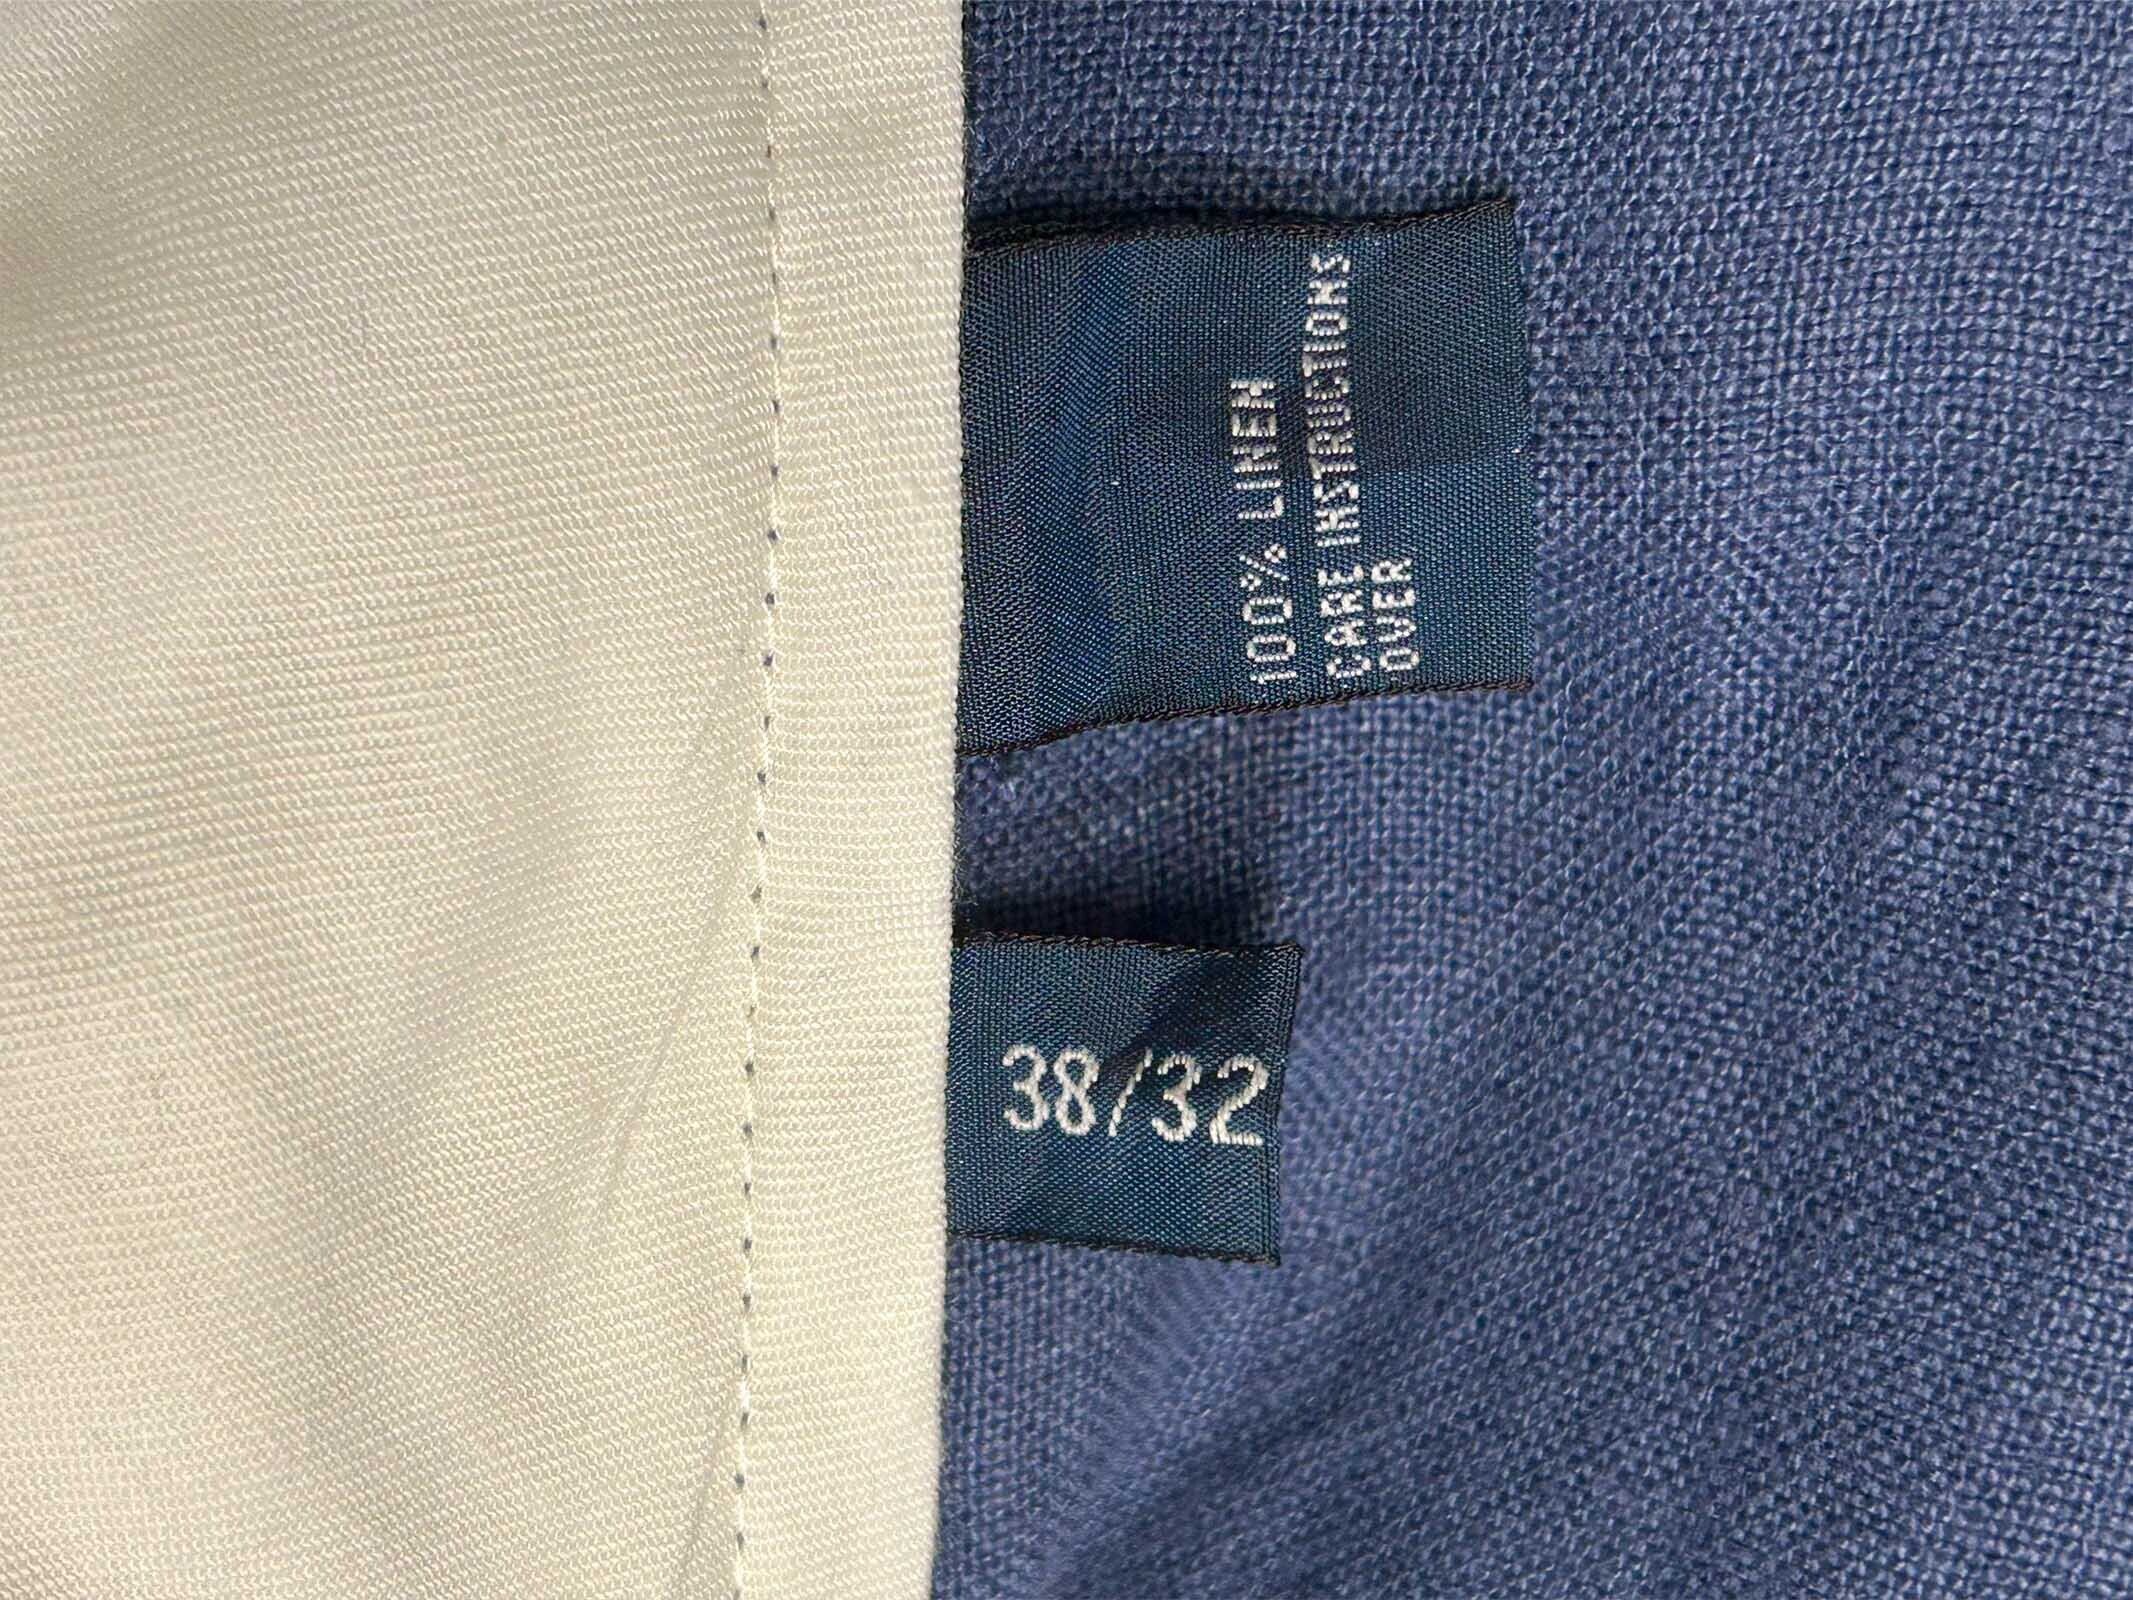 100% LINEN
CARE INSTRUCTIONS
OVER
38/32